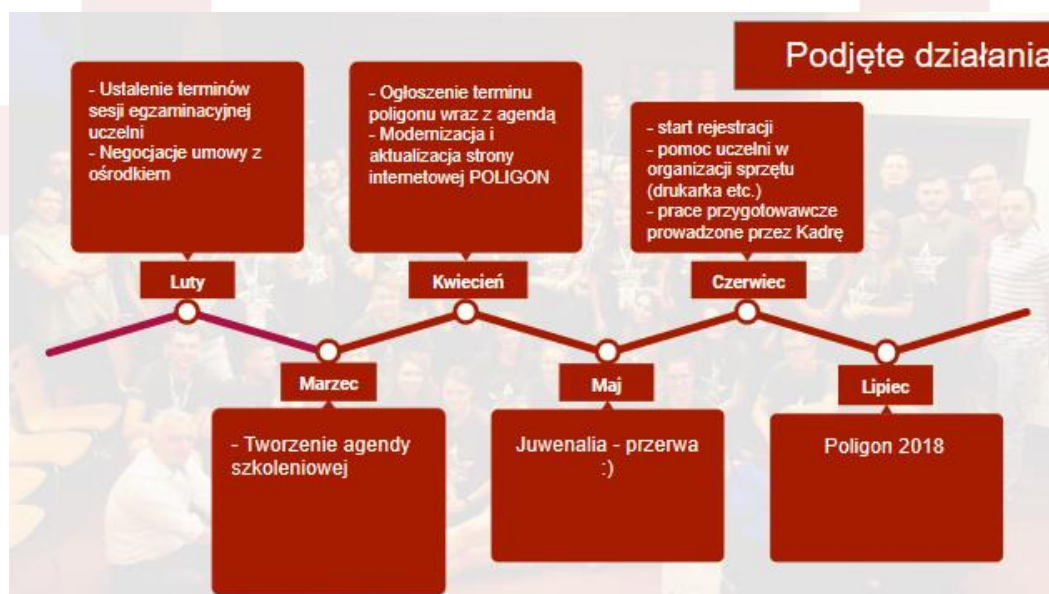 Podjęte działania
- Ustalenie terminów
sesji egzaminacyjnej
uczelni
- Negocjacje umowy z
ośrodkiem
Luty
- Tworzenie agendy
szkoleniowej
Marzec
- Ogłoszenie terminu
poligonu wraz z agendą
- Modernizacja i
aktualizacja strony
internetowej POLIGON
Kwiecień
Maj
Juwenalia - przerwa
:)
- start rejestracji
- pomoc uczelni w
organizacji sprzętu
(drukarka etc.)
- prace przygotowawcze
prowadzone przez Kadrę
Czerwiec
Lipiec
Poligon 2018